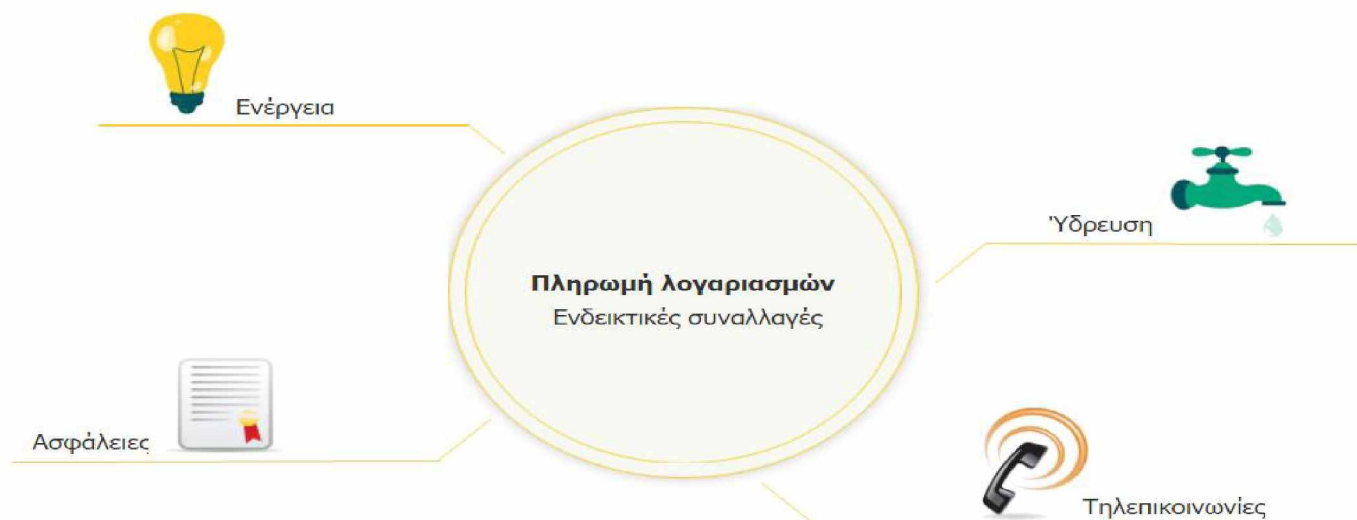 Ενέργεια
Ύδρευση
Πληρωμή λογαριασμών
Ενδεικτικές συναλλαγές
Ασφάλειες
Τηλεπικοινωνίες